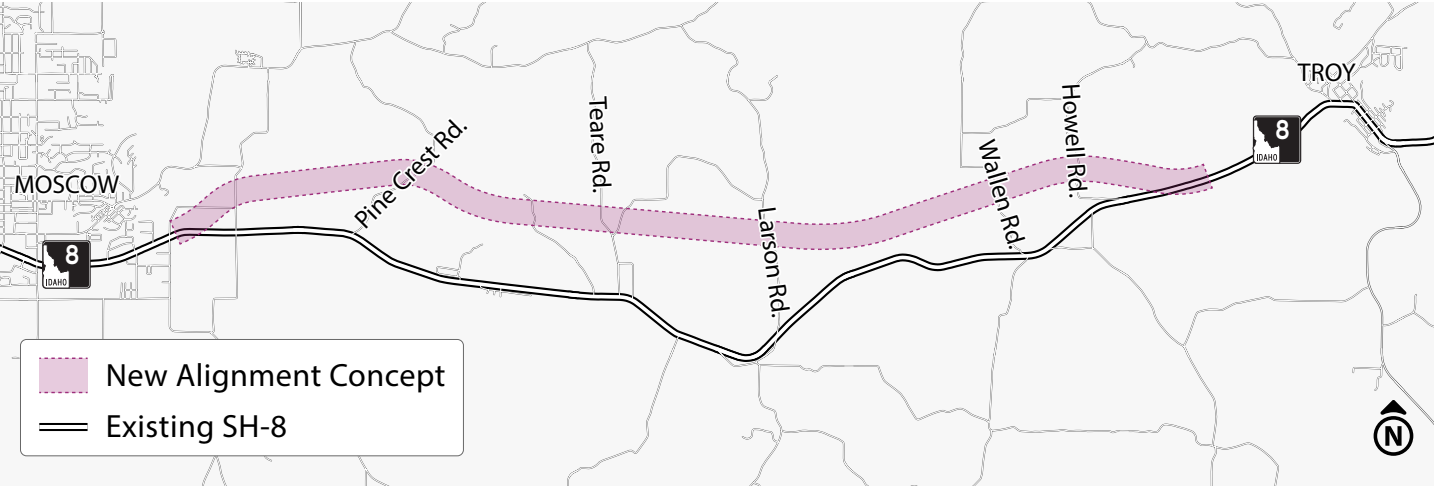 TROY
8
IDAHO
Howell Rd.
Teare Rd.
Pine Crest Rd.
Wallen Rd.
MOSCOW
Larson Rd.
8
IDAHO
New Alignment Concept
Existing SH-8
N